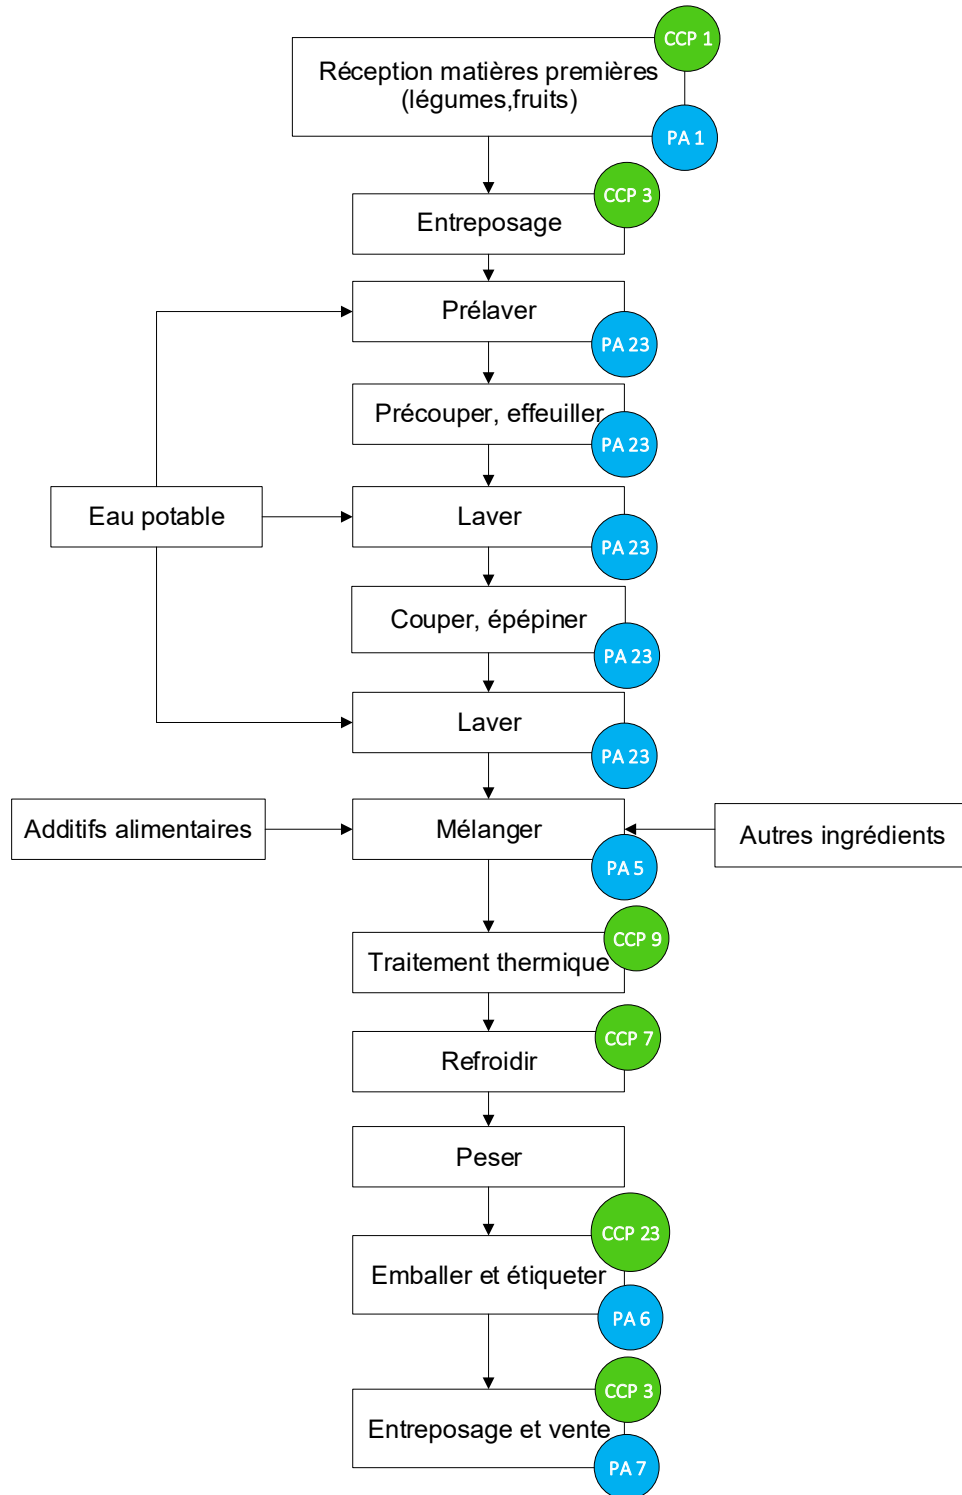 CCP 1
Réception matières premières
(légumes,fruits)
PA 1
CCP 3
Entreposage
Prélaver
PA 23
Précouper, effeuiller
PA 23
Eau potable
Laver
PA 23
Couper, épépiner
PA 23
Laver
PA 23
Additifs alimentaires
Mélanger
Autres ingrédients
PA 5
CCP 9
Traitement thermique
CCP 7
Refroidir
Peser
CCP 23
Emballer et étiqueter
PA 6
CCP 3
Entreposage et vente
PA 7